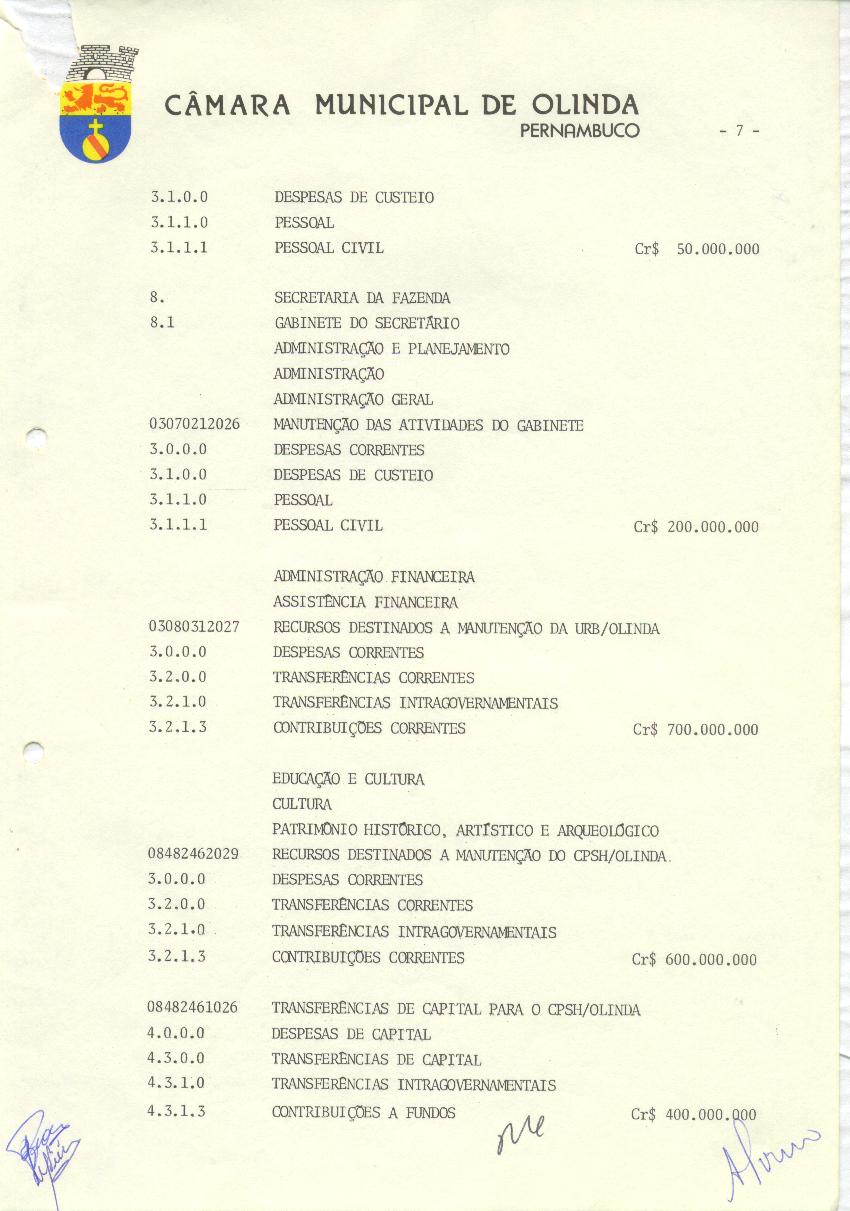 CÂMARA MUNICIPAL DE OLINDA
PERNAMBUCO - 7 -
3.1.0.0 DESPESAS DE CUSTEIO
3.1.1.0 PESSOAL
3.1.1.1 PESSOAL CIVIL Cr$ 50.000.000
8. SECRETARIA DA FAZENDA
8.1 GABINETE DO SECRETÁRIO
ADMINISTRAÇÃO E PLANEJAMENTO
ADMINISTRAÇÃO
ADMINISTRAÇÃO GERAL
03070212026 MANUTENÇÃO DAS ATIVIDADES DO GABINETE
3.0.0.0 DESPESAS CORRENTES
3.1.0.0 DESPESAS DE CUSTEIO
3.1.1.0 PESSOAL
3.1.1.1 PESSOAL CIVIL Cr$ 200.000.000
ADMINISTRAÇÃO FINANCEIRA
ASSISTÊNCIA FINANCEIRA
03080312027 RECURSOS DESTINADOS A MANUTENÇÃO DA URB/OLINDA
3.0.0.0 DESPESAS CORRENTES
3.2.0.0 TRANSFERÊNCIAS CORRENTES
3.2.1.0 TRANSFERÊNCIAS INTRAGOVERNAMENTAIS
3.2.1.3 CONTRIBUIÇÕES CORRENTES Cr$ 700.000.000
EDUCAÇÃO E CULTURA
CULTURA
PATRIMÔNIO HISTÓRICO, ARTÍSTICO E ARQUEOLÓGICO
08482462029 RECURSOS DESTINADOS A MANUTENÇÃO DO CPSH/OLINDA.
3.0.0.0 DESPESAS CORRENTES
3.2.0.0 TRANSFERÊNCIAS CORRENTES
3.2.1.0 TRANSFERÊNCIAS INTRAGOVERNAMENTAIS
3.2.1.3 CONTRIBUIÇÕES CORRENTES Cr$ 600.000.000
08482461026 TRANSFERÊNCIAS DE CAPITAL PARA O CPSH/OLINDA
4.0.0.0 DESPESAS DE CAPITAL
4.3.0.0 TRANSFERÊNCIAS DE CAPITAL
4.3.1.0 TRANSFERÊNCIAS INTRAGOVERNAMENTAIS
4.3.1.3 CONTRIBUIÇÕES A FUNDOS Cr$ 400.000.000